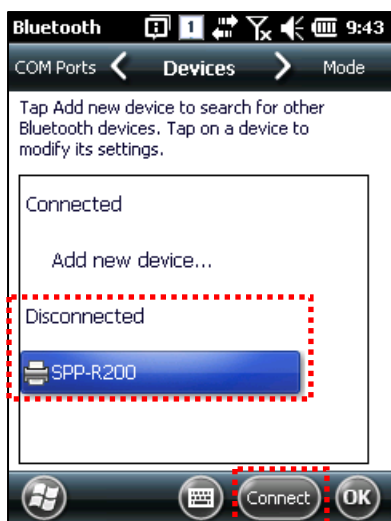 Bluetooth 1 9:43
COM Ports Devices Mode
Tap Add new device to search for other
Bluetooth devices. Tap on a device to
modify its settings.
Connected
Add new device...
Disconnected
SPP-R200
Connect OK